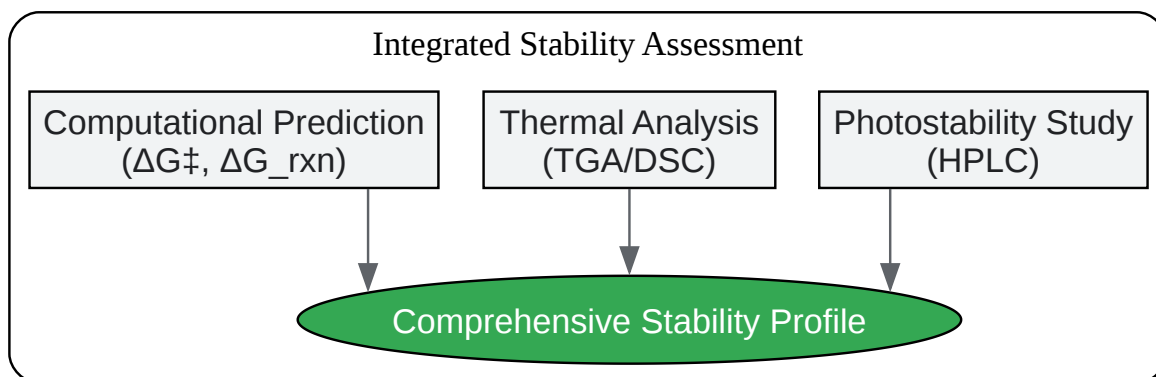 Integrated Stability Assessment
Computational Prediction
(ΔG‡, ΔG_rxn)
Thermal Analysis
(TGA/DSC)
Photostability Study
(HPLC)
Comprehensive Stability Profile